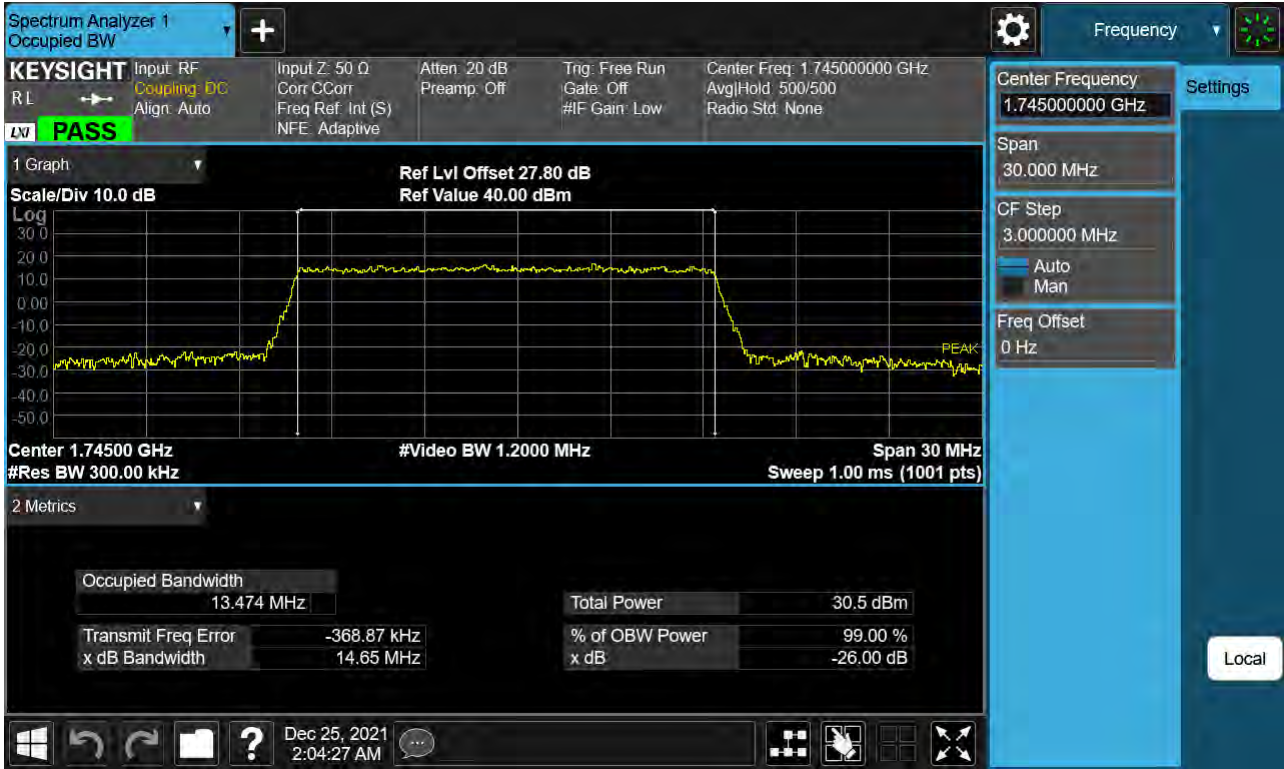 Spectrum Analyzer 1
Occupied BW
Frequency
KEYSIGHT
R L
LXI PASS
Input: RF
Coupling: DC
Align: Auto
Input Z: 50 Ω
Corr CCorr
Freq Ref: Int (S)
NFE: Adaptive
Atten: 20 dB
Preamp: Off
Trig: Free Run
Gate: Off
#IF Gain: Low
Center Freq: 1.745000000 GHz
Avg|Hold: 500/500
Radio Std: None
1 Graph
Scale/Div 10.0 dB
Ref Lvl Offset 27.80 dB
Ref Value 40.00 dBm
Log
30.0
20.0
10.0
0.00
-10.0
-20.0
-30.0
-40.0
-50.0
PEAK
Center 1.74500 GHz
#Video BW 1.2000 MHz
Span 30 MHz
#Res BW 300.00 kHz
Sweep 1.00 ms (1001 pts)
2 Metrics
Occupied Bandwidth
13.474 MHz
Total Power 30.5 dBm
Transmit Freq Error -368.87 kHz
% of OBW Power 99.00 %
x dB Bandwidth 14.65 MHz
x dB -26.00 dB
Dec 25, 2021
2:04:27 AM
Center Frequency
1.745000000 GHz
Settings
Span
30.000 MHz
CF Step
3.000000 MHz
Auto
Man
Freq Offset
0 Hz
Local